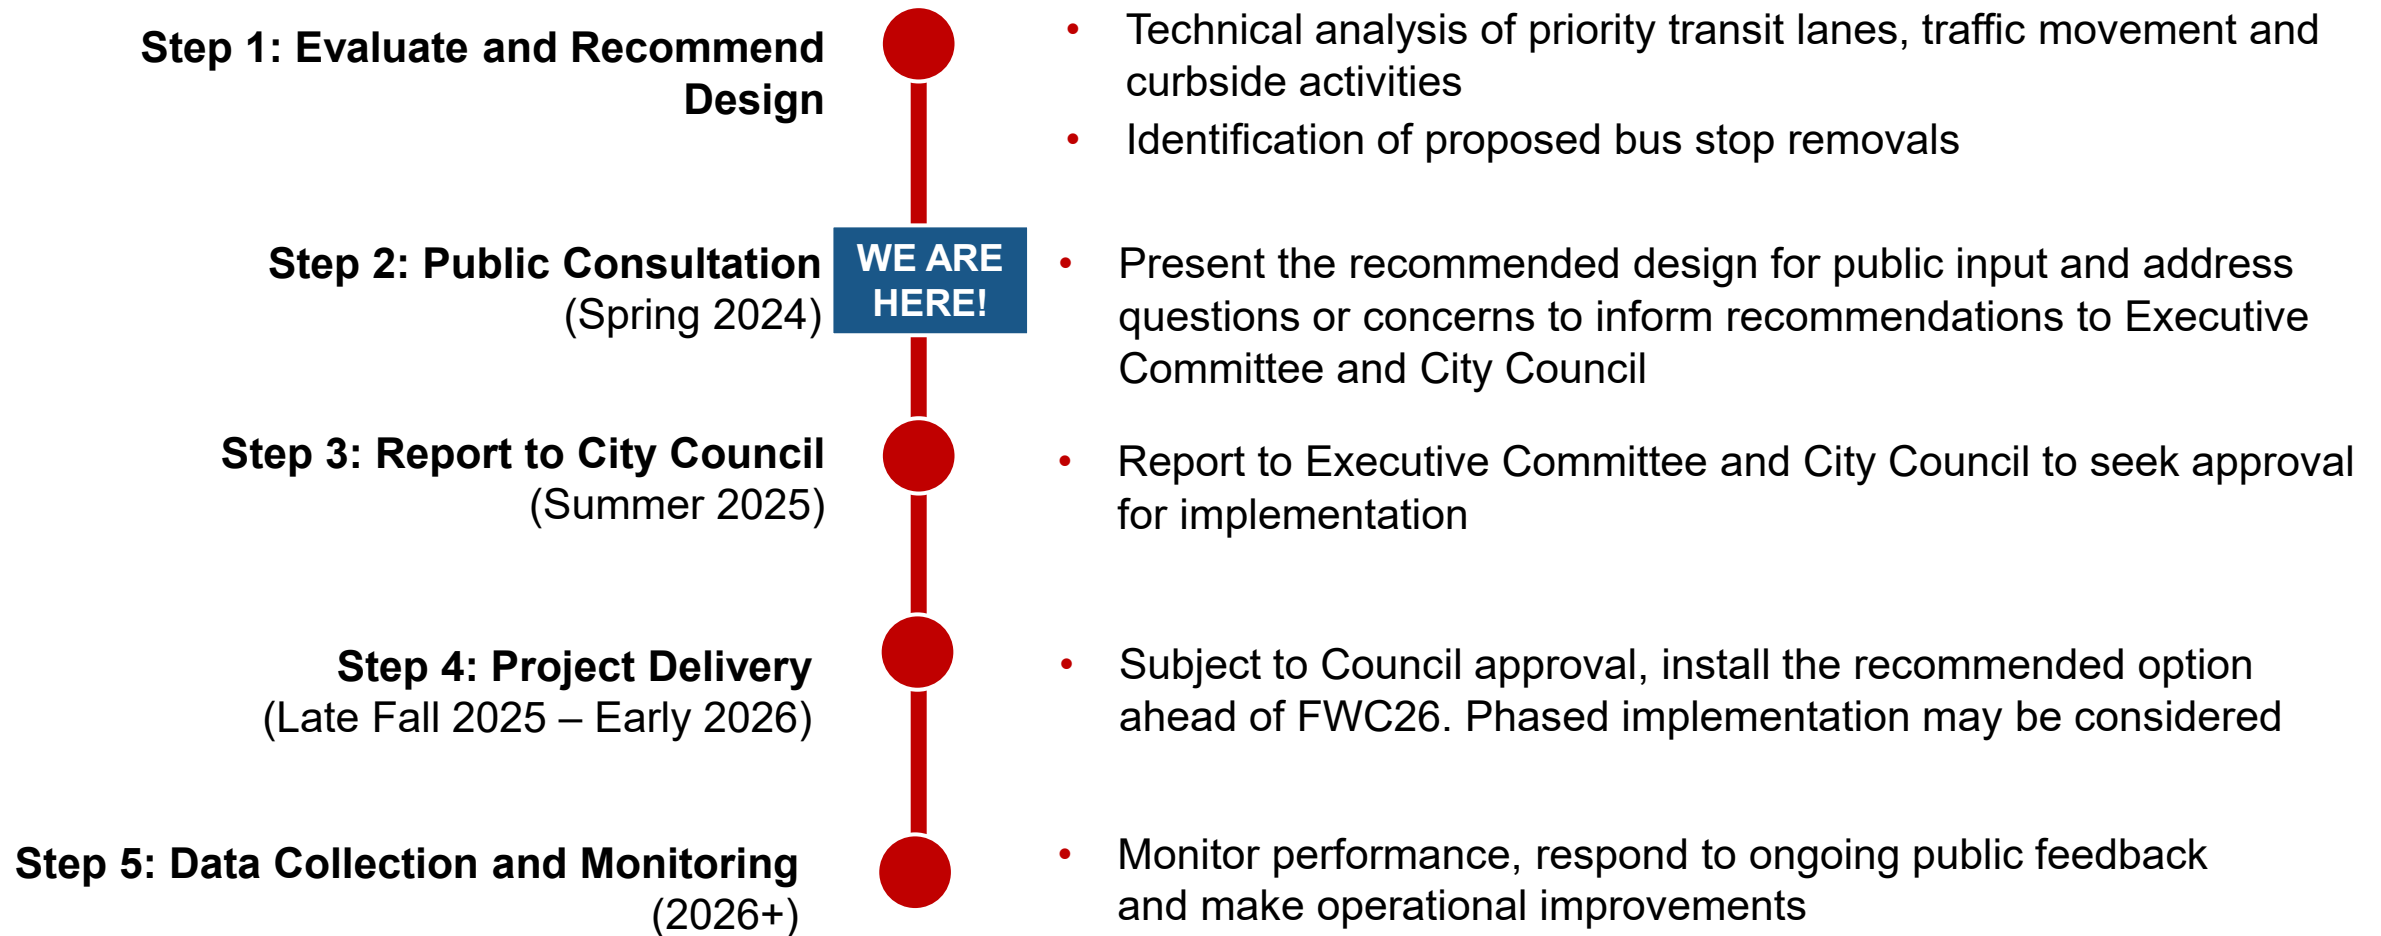 Step 1: Evaluate and Recommend
Design
• Technical analysis of priority transit lanes, traffic movement and
curbside activities
• Identification of proposed bus stop removals
Step 2: Public Consultation
(Spring 2024)
WE ARE
HERE!
• Present the recommended design for public input and address
questions or concerns to inform recommendations to Executive
Committee and City Council
Step 3: Report to City Council
(Summer 2025)
• Report to Executive Committee and City Council to seek approval
for implementation
Step 4: Project Delivery
(Late Fall 2025 – Early 2026)
• Subject to Council approval, install the recommended option
ahead of FWC26. Phased implementation may be considered
Step 5: Data Collection and Monitoring
(2026+)
• Monitor performance, respond to ongoing public feedback
and make operational improvements